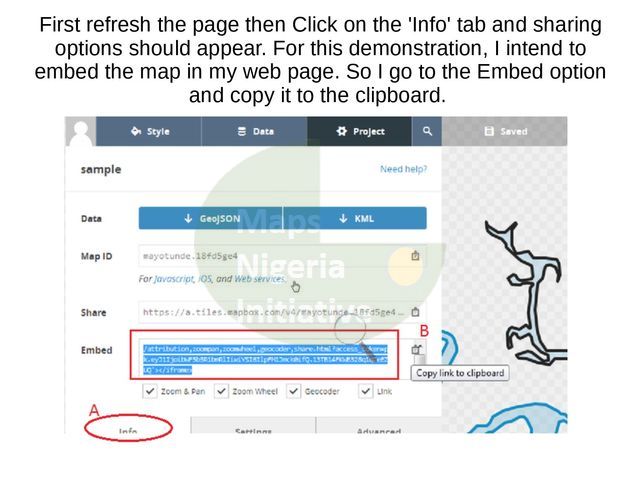 First refresh the page then Click on the 'Info' tab and sharing
options should appear. For this demonstration, I intend to
embed the map in my web page. So I go to the Embed option
and copy it to the clipboard.
Style Data Project Saved
sample Need help?
Data GeoJSON KML
Maps
Map ID mayotunde.18fd5ge4
Nigeria
For Javascript, iOS, and Web services.
Initiative
Share https://a.tiles.mapbox.com/v4/mayotunde.18fd5ge4…
B
Embed /attribution,zoompan,zoomwheel,geocoder,share.html?access_
></iframe>
Copy link to clipboard
Zoom & Pan Zoom Wheel Geocoder Link
A
Info Settings Advanced